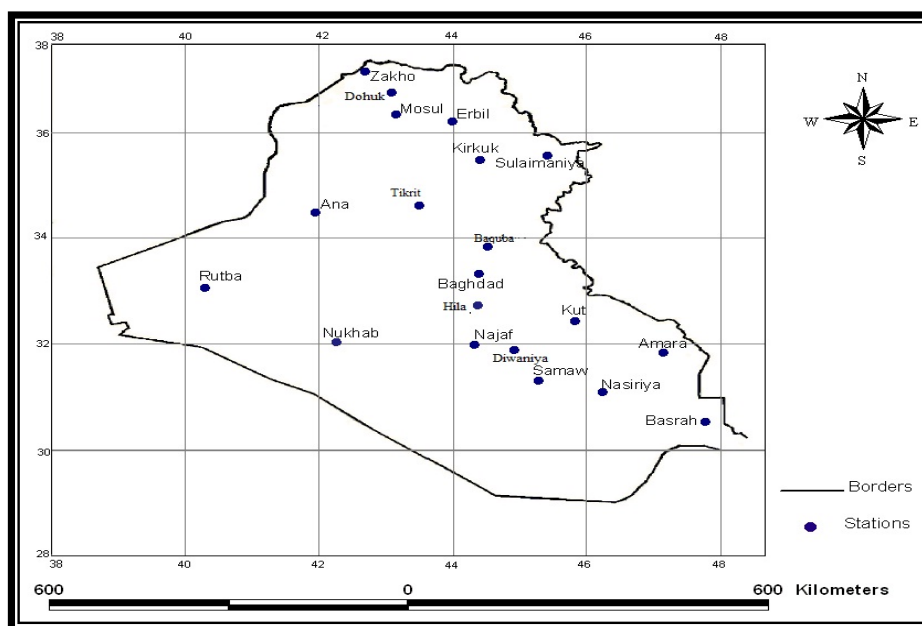 38 40 42 44 46 48
38
Zakho
Dohuk
Mosul
Erbil
N
W E
S
36
Kirkuk
Sulaimaniya
Tikrit
Ana
34
Baquba
Rutba
Baghdad
Hila
Kut
Nukhab
Najaf
Amara
32
Diwaniya
Samaw
Nasiriya
Basrah
30
Borders
Stations
28
38 40 42 44 46 48
600 0 600 Kilometers